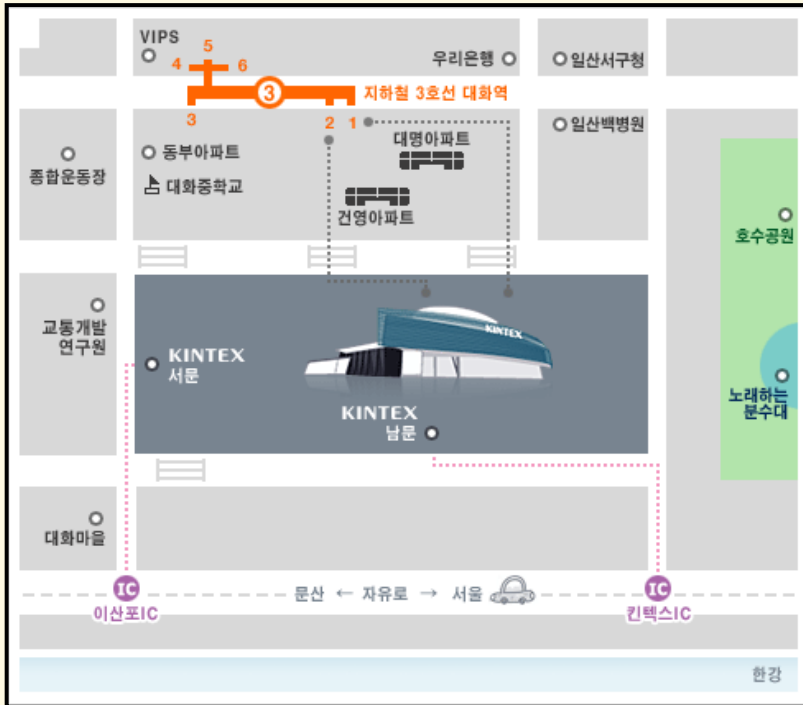 VIPS
5
4
6
우리은행
일산서구청
3
지하철 3호선 대화역
3
2
1
일산백병원
대명아파트
동부아파트
종합운동장
대화중학교
건영아파트
호수공원
교통개발
연구원
KINTEX
KINTEX
서문
노래하는
분수대
KINTEX
남문
대화마을
IC
이산포IC
문산 ← 자유로 → 서울
IC
킨텍스IC
한강